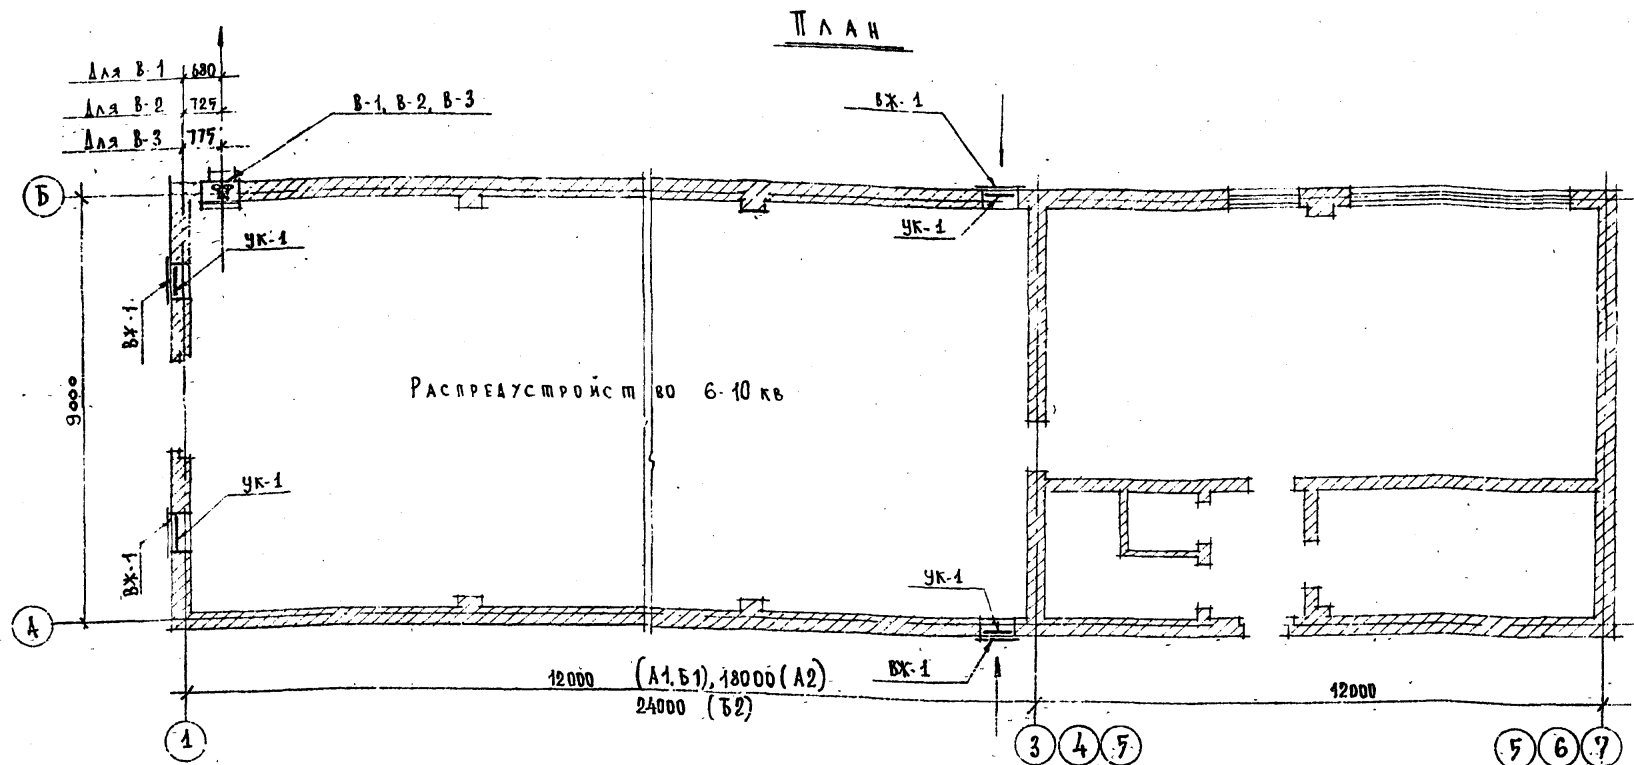 План
Для В-1 680
Для В-2 725
Для В-3 775
В-1, В-2, В-3
ВЖ-1
Б
УК-1
УК-1
ВЖ-1
9000
Распредустройство 6-10 кв
УК-1
ВЖ-1
УК-1
А
ВЖ-1
12000 (А1, Б1), 18000 (А2)
24000 (Б2)
12000
1
3 4 5
5 6 7